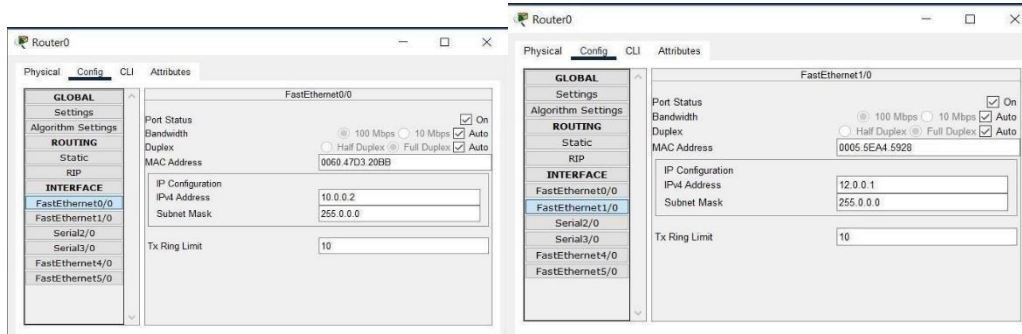 Router0
Physical Config CLI Attributes
GLOBAL
Settings
Algorithm Settings
ROUTING
Static
RIP
INTERFACE
FastEthernet0/0
FastEthernet1/0
Serial2/0
Serial3/0
FastEthernet4/0
FastEthernet5/0
FastEthernet0/0
Port Status On
Bandwidth 100 Mbps 10 Mbps Auto
Duplex Half Duplex Full Duplex Auto
MAC Address 0060.47D3.20BB
IP Configuration
IPv4 Address 10.0.0.2
Subnet Mask 255.0.0.0
Tx Ring Limit 10
Router0
Physical Config CLI Attributes
GLOBAL
Settings
Algorithm Settings
ROUTING
Static
RIP
INTERFACE
FastEthernet0/0
FastEthernet1/0
Serial2/0
Serial3/0
FastEthernet4/0
FastEthernet5/0
FastEthernet1/0
Port Status On
Bandwidth 100 Mbps 10 Mbps Auto
Duplex Half Duplex Full Duplex Auto
MAC Address 0005.5EA4.5928
IP Configuration
IPv4 Address 12.0.0.1
Subnet Mask 255.0.0.0
Tx Ring Limit 10